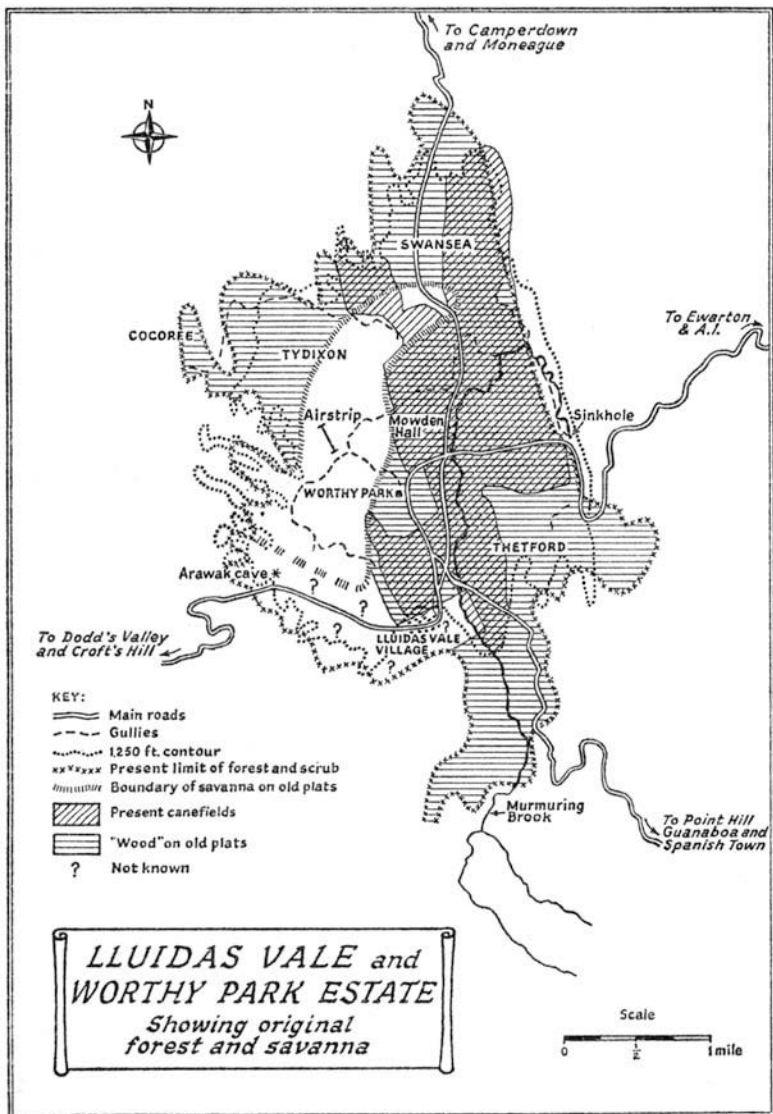 To Camperdown
and Moneague
N
SWANSEA
To Ewarton
& A.I.
COCOREE
TYDIXON
Airstrip
Mowden
Hall
Sinkhole
WORTHY PARK
THETFORD
Arawak cave
?
?
?
?
?
To Dodd's Valley
and Croft's Hill
LLUIDAS VALE
VILLAGE
KEY:
Main roads
Gullies
1,250 ft. contour
Present limit of forest and scrub
Boundary of savanna on old plats
Present canefields
"Wood" on old plats
? Not known
Murmuring
Brook
To Point Hill
Guanaboa and
Spanish Town
LLUIDAS VALE and
WORTHY PARK ESTATE
Showing original
forest and savanna
Scale
0 ½ 1 mile